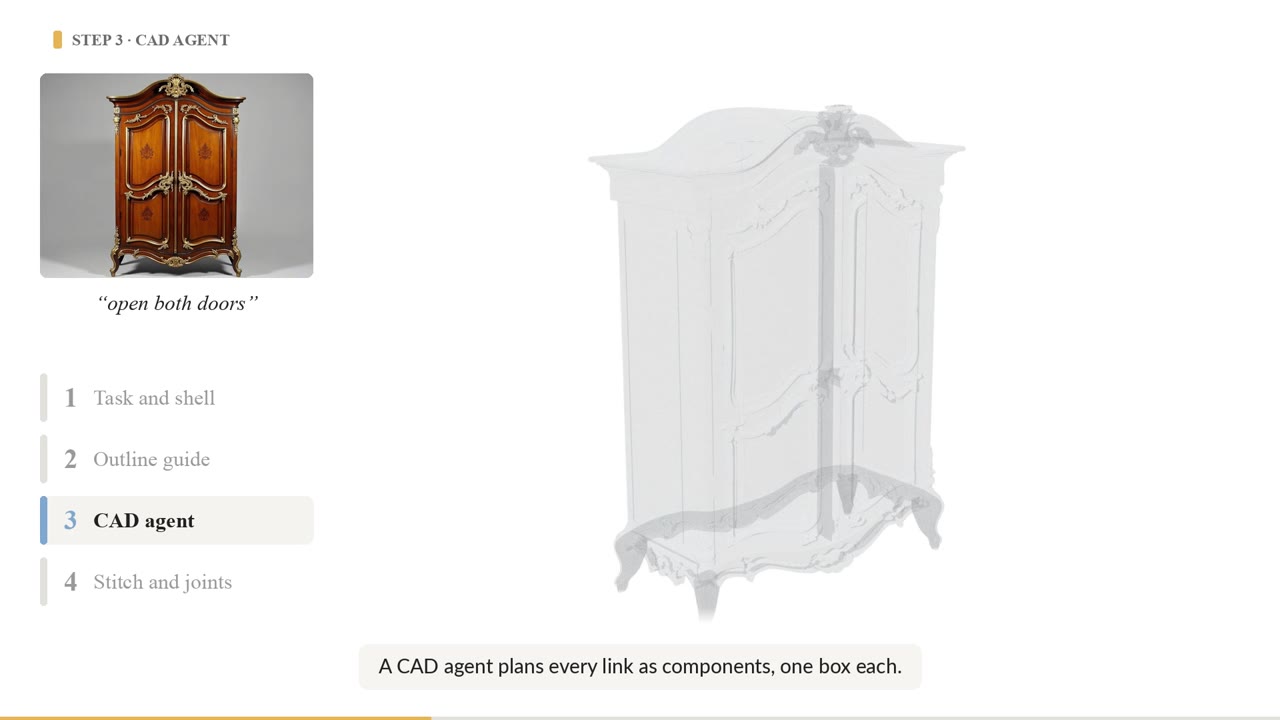 STEP 3 · CAD AGENT
“open both doors”
1 Task and shell
2 Outline guide
3 CAD agent
4 Stitch and joints
A CAD agent plans every link as components, one box each.